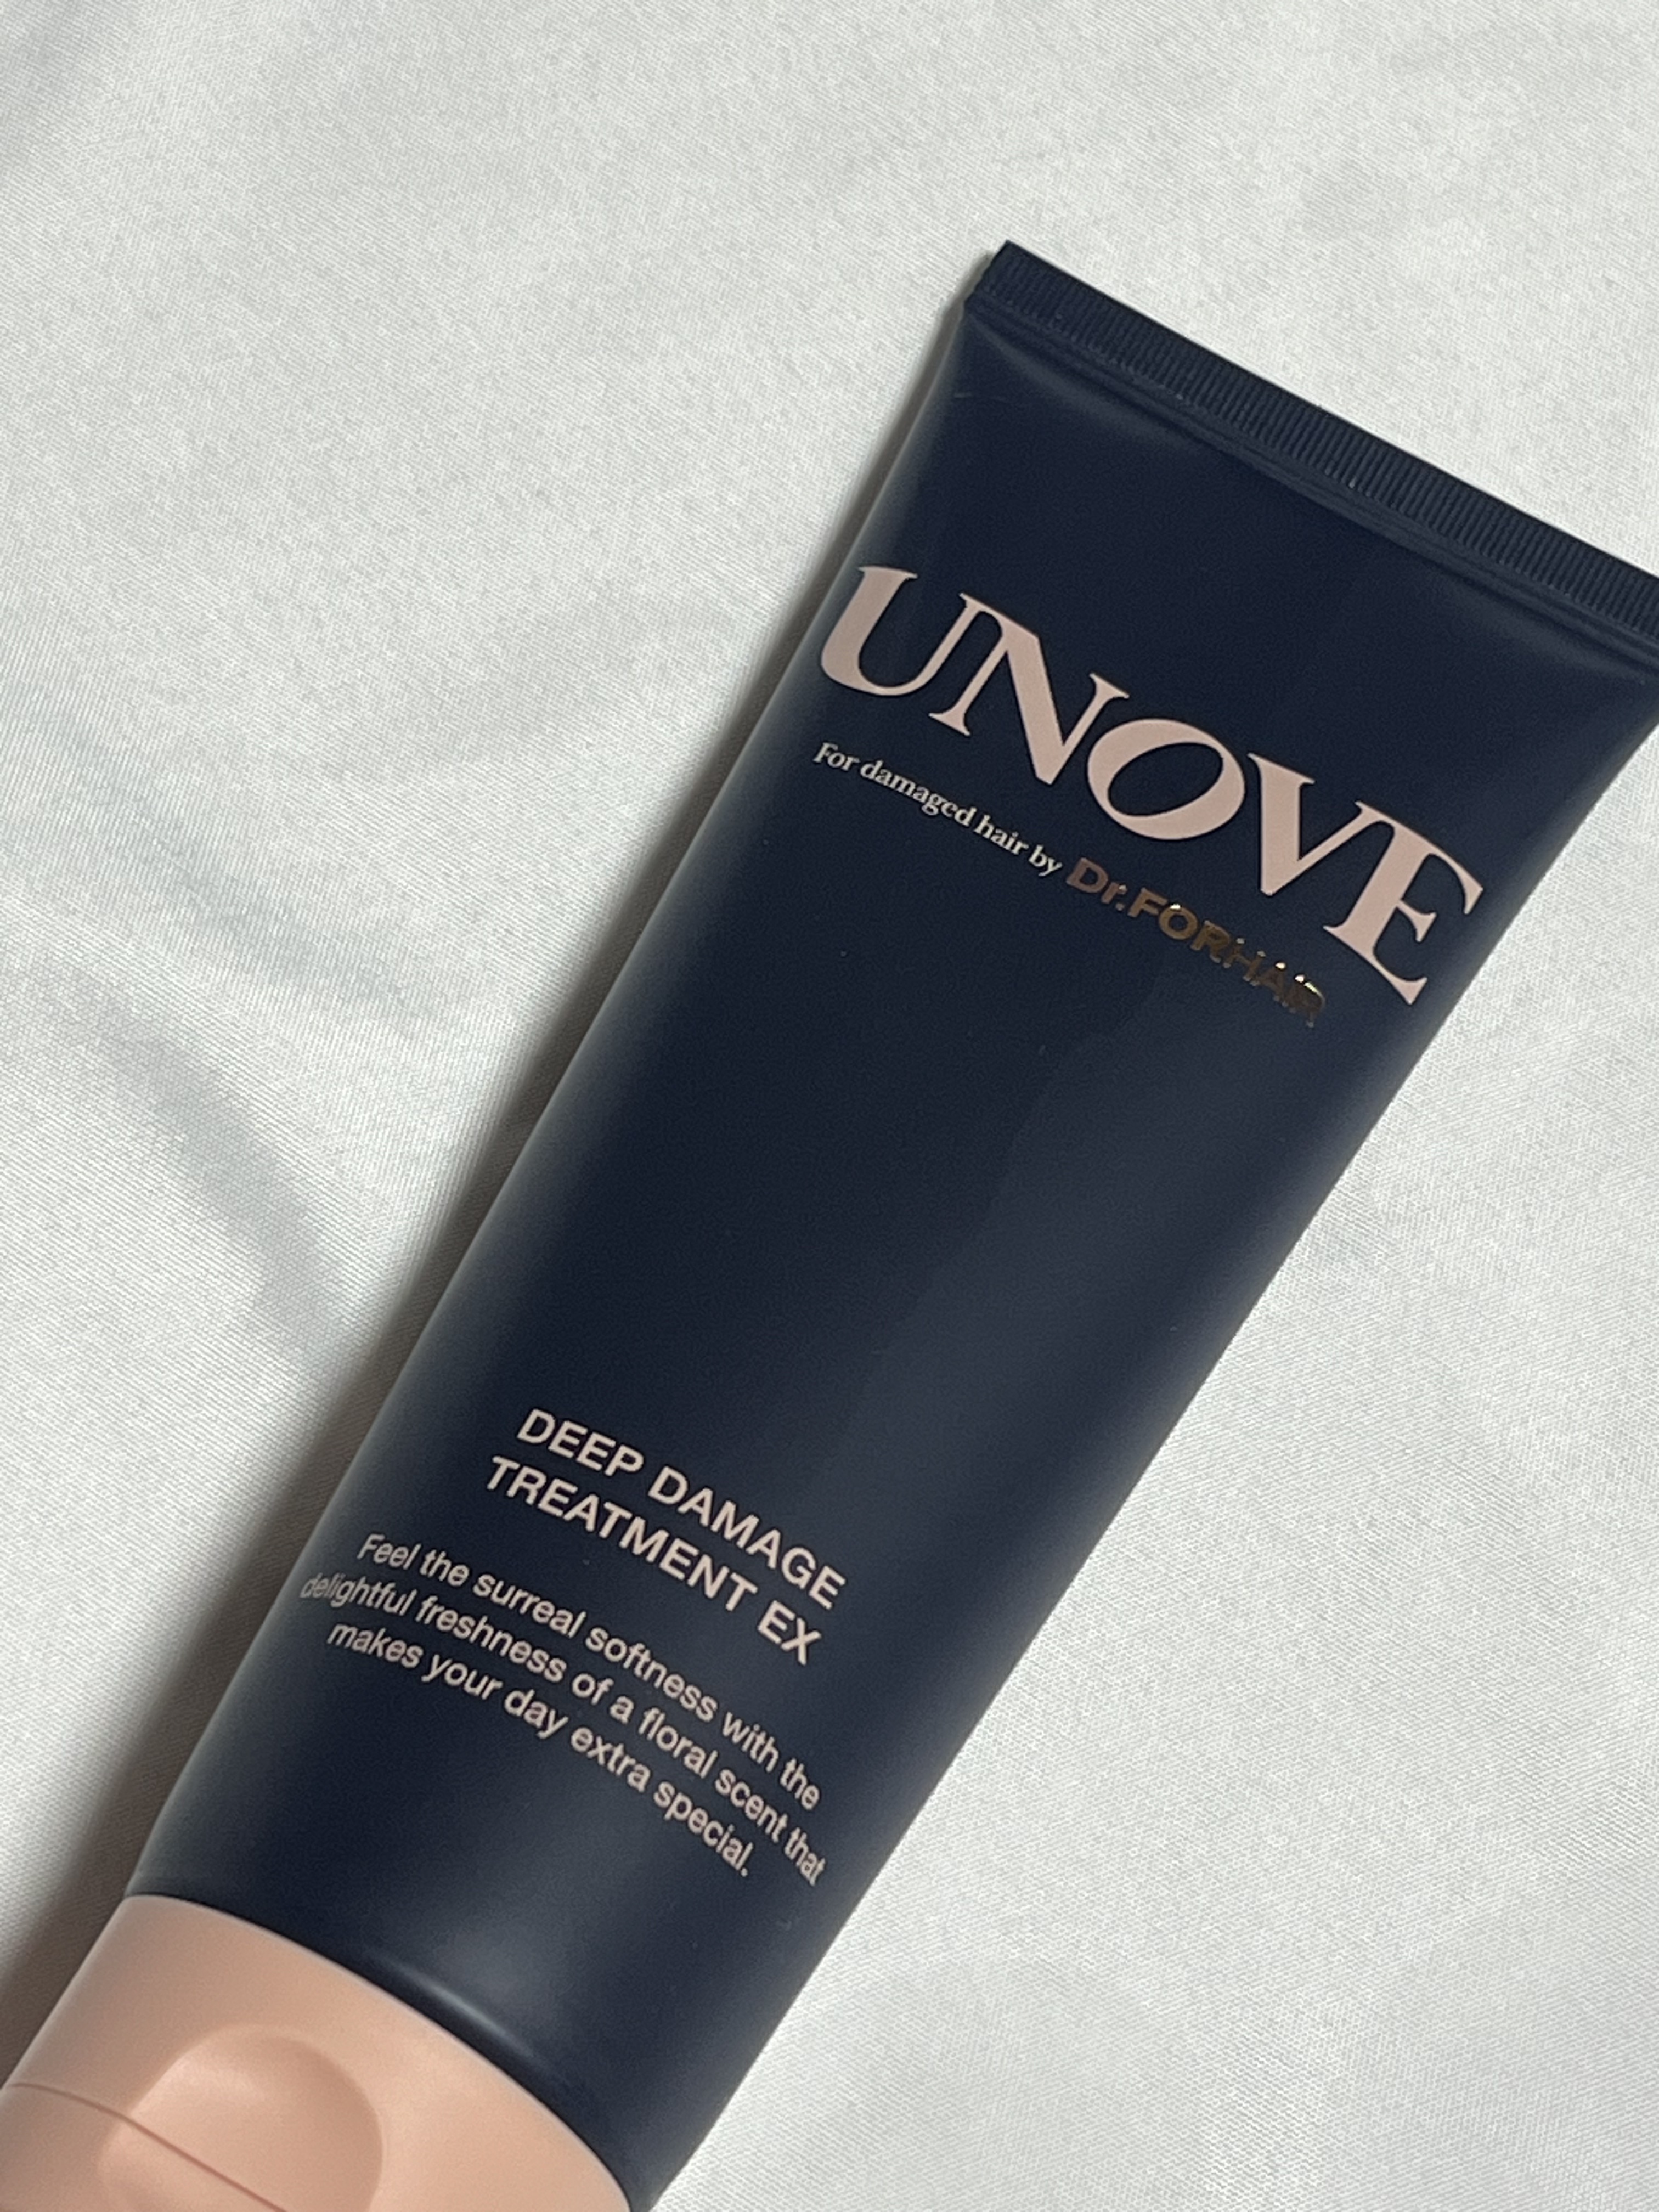 UNOVE
For damaged hair by Dr.FORHAIR
DEEP DAMAGE
TREATMENT EX
Feel the surreal softness with the
delightful freshness of a floral scent that
makes your day extra special.